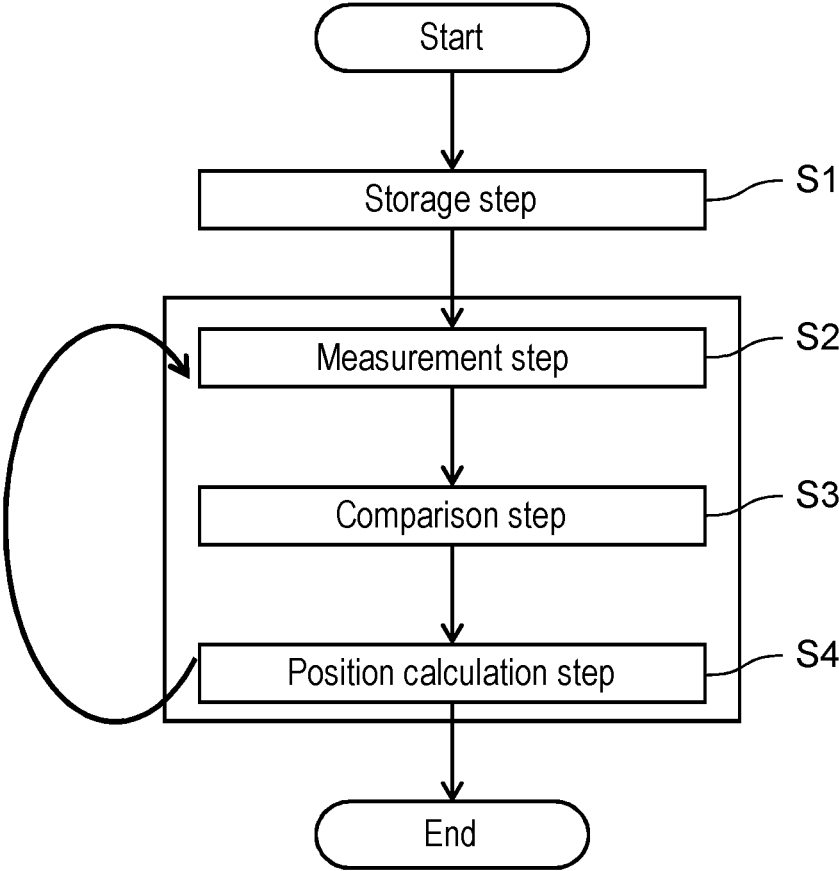 Start
Storage step
S1
Measurement step
S2
Comparison step
S3
Position calculation step
S4
End